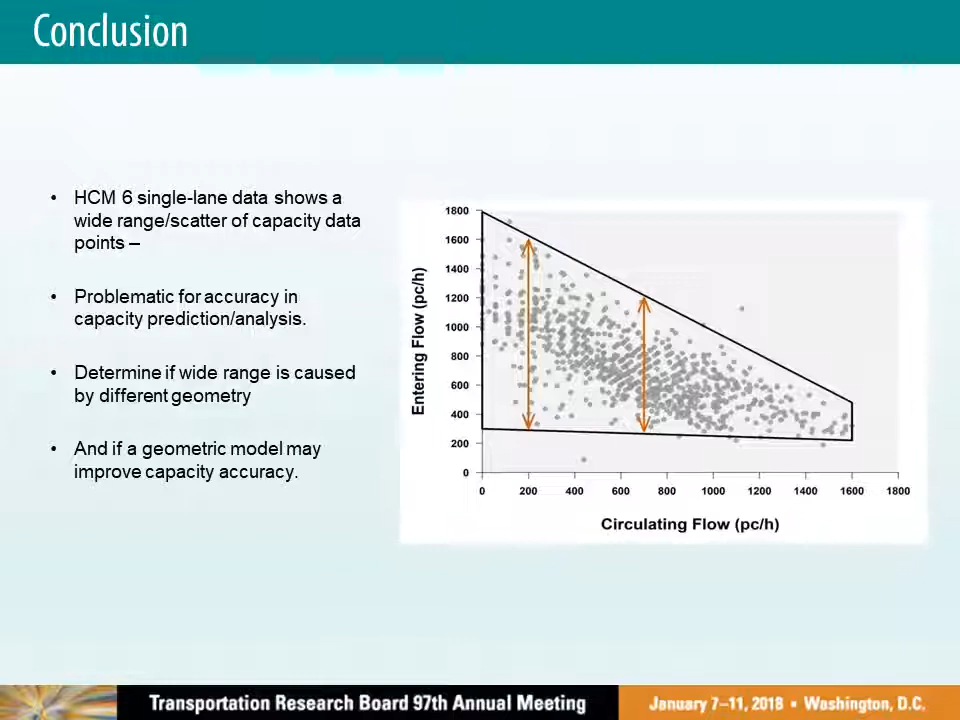 Conclusion
• HCM 6 single-lane data shows a
wide range/scatter of capacity data
points –
• Problematic for accuracy in
capacity prediction/analysis.
• Determine if wide range is caused
by different geometry
• And if a geometric model may
improve capacity accuracy.
Entering Flow (pc/h)
1800
1600
1400
1200
1000
800
600
400
200
0
0 200 400 600 800 1000 1200 1400 1600 1800
Circulating Flow (pc/h)
Transportation Research Board 97th Annual Meeting
January 7–11, 2018 ▪ Washington, D.C.